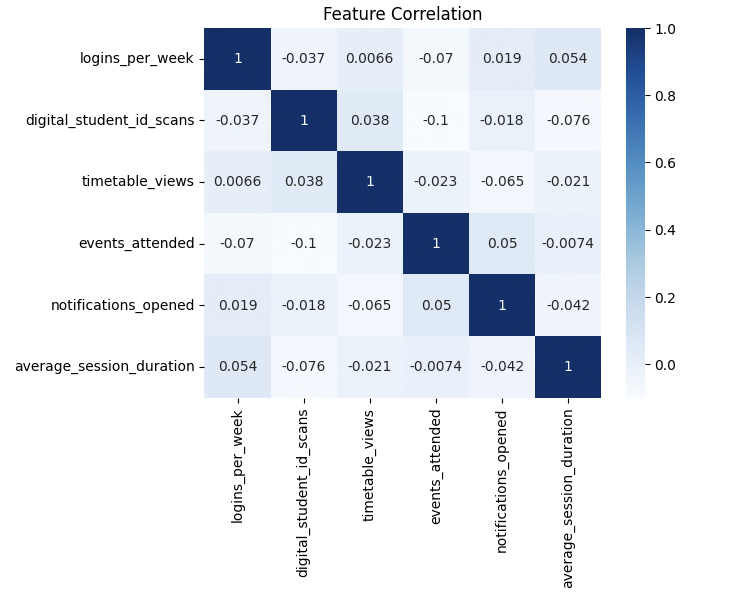 Feature Correlation
logins_per_week 1 -0.037 0.0066 -0.07 0.019 0.054
digital_student_id_scans -0.037 1 0.038 -0.1 -0.018 -0.076
timetable_views 0.0066 0.038 1 -0.023 -0.065 -0.021
events_attended -0.07 -0.1 -0.023 1 0.05 -0.0074
notifications_opened 0.019 -0.018 -0.065 0.05 1 -0.042
average_session_duration 0.054 -0.076 -0.021 -0.0074 -0.042 1
logins_per_week
digital_student_id_scans
timetable_views
events_attended
notifications_opened
average_session_duration
1.0
0.8
0.6
0.4
0.2
0.0